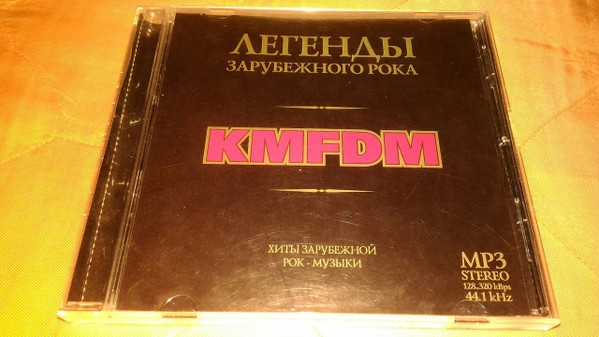 ЛЕГЕНДЫ
ЗАРУБЕЖНОГО РОКА
KMFDM
ХИТЫ ЗАРУБЕЖНОЙ
РОК - МУЗЫКИ
MP3
STEREO
128..320 kBps
44.1 kHz